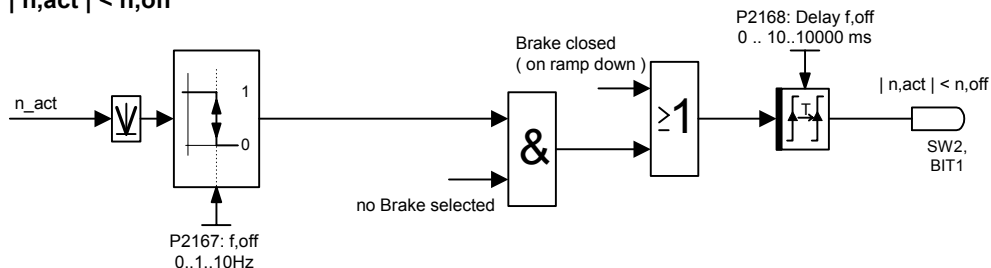 | n,act | < n,off
P2168: Delay f,off
0 .. 10..10000 ms
Brake closed
( on ramp down )
| n,act | < n,off
n_act
1
0
&
≥1
T
SW2,
BIT1
no Brake selected
P2167: f,off
0..1..10Hz